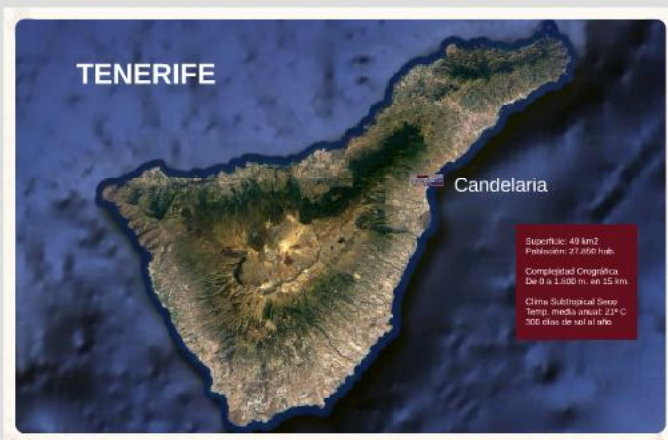 TENERIFE
Candelaria
Superficie: 49 km2
Población: 27.850 hab.
Complejidad Orográfica
De 0 a 1.800 m. en 15 km.
Clima Subtropical Seco
Temp. media anual: 21º C
300 días de sol al año